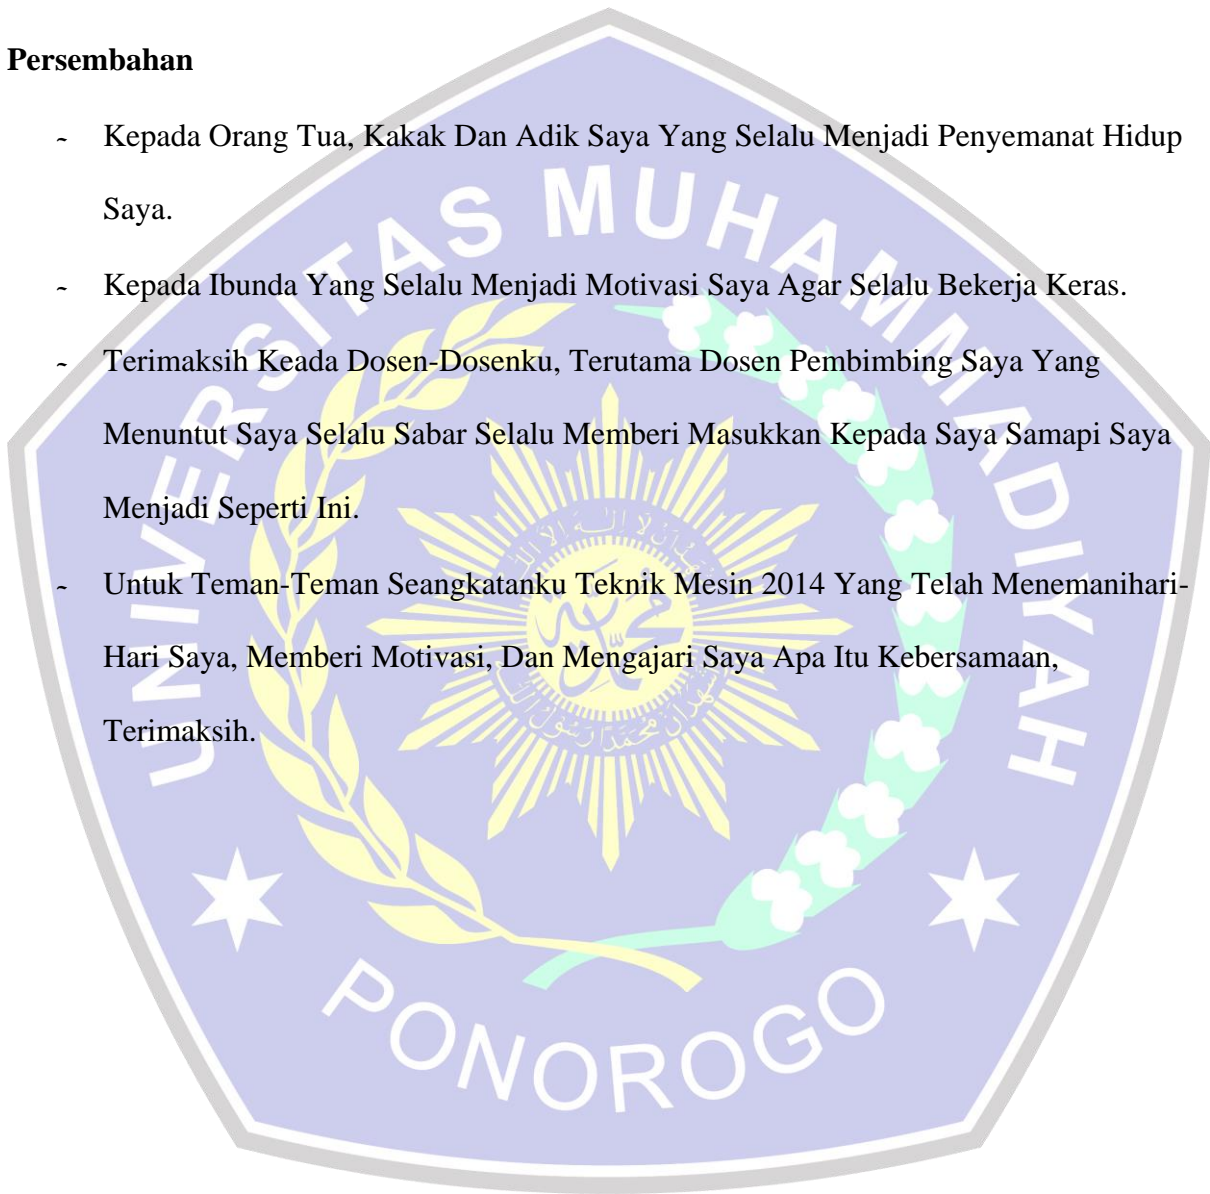 Persembahan
~ Kepada Orang Tua, Kakak Dan Adik Saya Yang Selalu Menjadi Penyemanat Hidup
Saya.
~ Kepada Ibunda Yang Selalu Menjadi Motivasi Saya Agar Selalu Bekerja Keras.
~ Terimaksih Keada Dosen-Dosenku, Terutama Dosen Pembimbing Saya Yang
Menuntut Saya Selalu Sabar Selalu Memberi Masukkan Kepada Saya Samapi Saya
Menjadi Seperti Ini.
~ Untuk Teman-Teman Seangkatanku Teknik Mesin 2014 Yang Telah Menemanihari-
Hari Saya, Memberi Motivasi, Dan Mengajari Saya Apa Itu Kebersamaan,
Terimaksih.
UNIVERSITAS MUHAMMADIYAH
PONOROGO